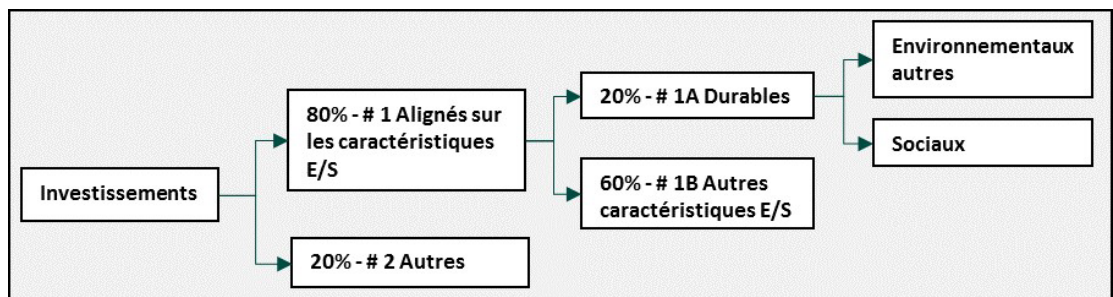 Investissements
80% - # 1 Alignés sur
les caractéristiques
E/S
20% - # 2 Autres
20% - # 1A Durables
60% - # 1B Autres
caractéristiques E/S
Environnementaux
autres
Sociaux